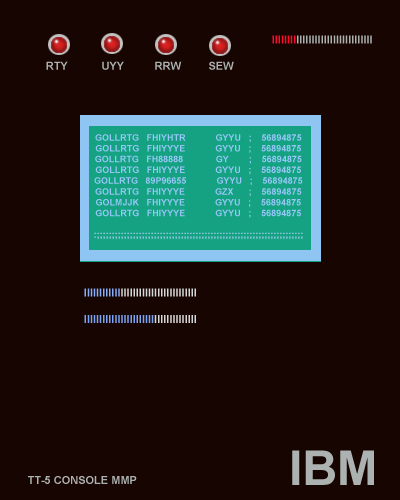 RTY UYY RRW SEW
GOLLRTG FHIYHTR GYYU ; 56894875
GOLLRTG FHIYYYE GYYU ; 56894875
GOLLRTG FH88888 GY ; 56894875
GOLLRTG FHIYYYE GYYU ; 56894875
GOLLRTG 89P96655 GYYU ; 56894875
GOLLRTG FHIYYYE GZX ; 56894875
GOLMJJK FHIYYYE GYYU ; 56894875
GOLLRTG FHIYYYE GYYU ; 56894875
TT-5 CONSOLE MMP
IBM